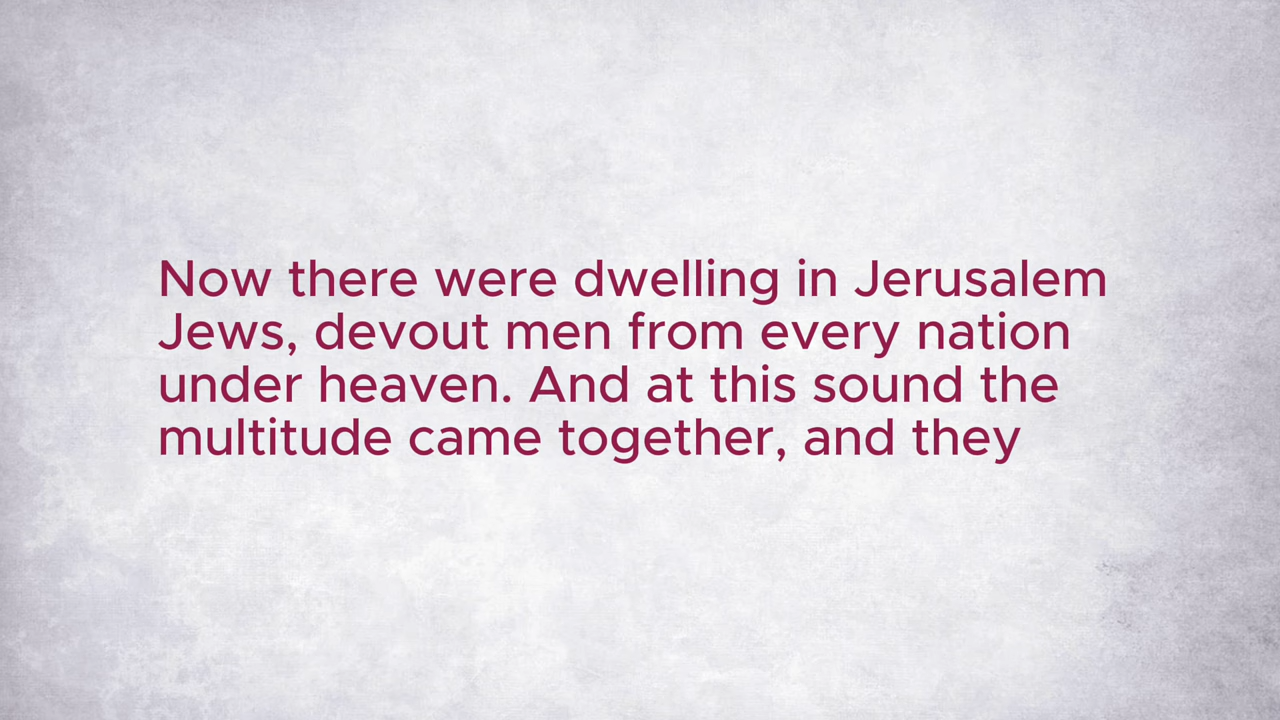 Now there were dwelling in Jerusalem
Jews, devout men from every nation
under heaven. And at this sound the
multitude came together, and they